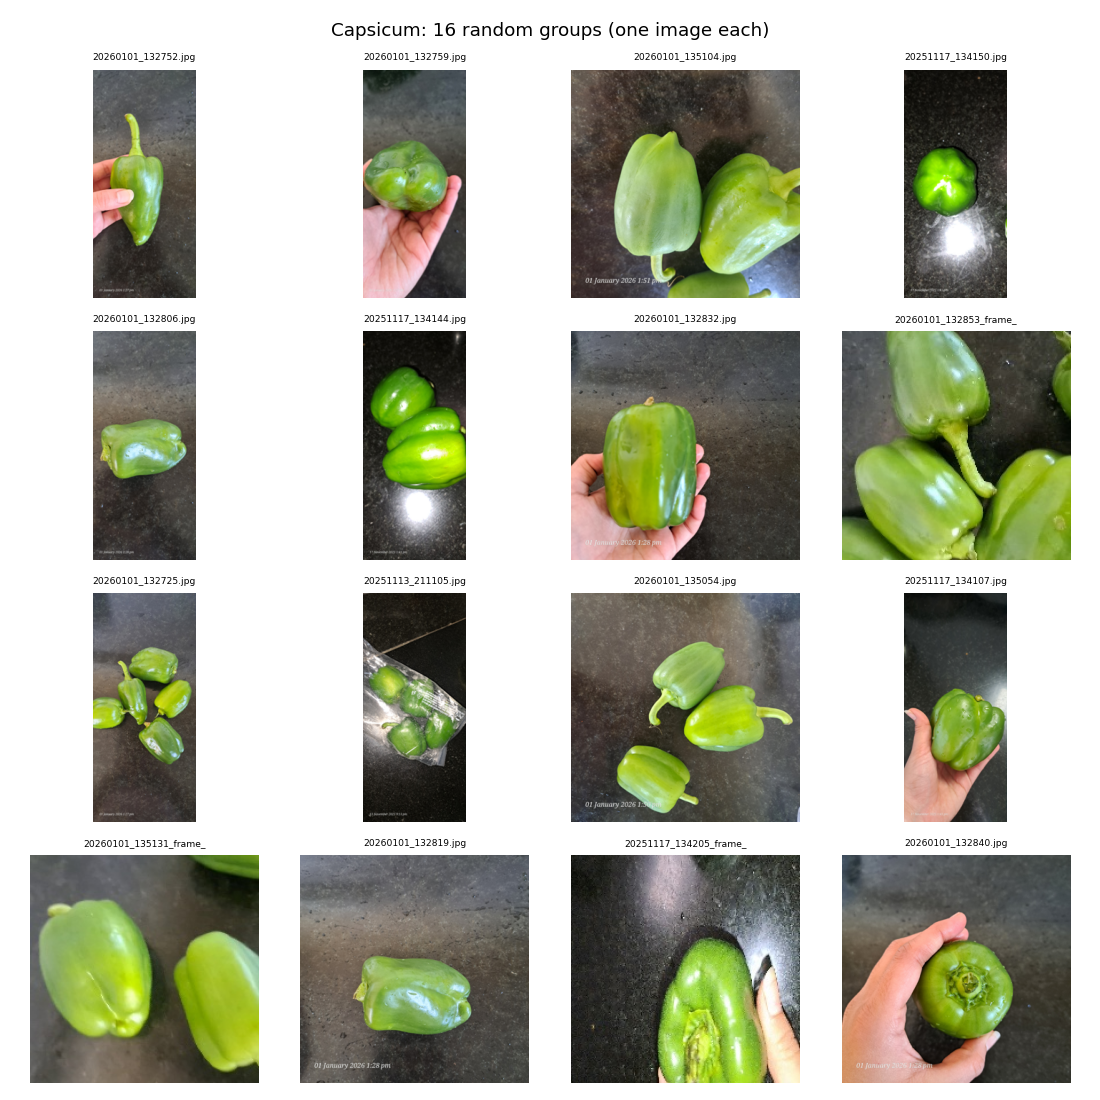 Capsicum: 16 random groups (one image each)
20260101_132752.jpg
20260101_132759.jpg
20260101_135104.jpg
20251117_134150.jpg
01 January 2026 1:51 pm
20260101_132806.jpg
20251117_134144.jpg
20260101_132832.jpg
20260101_132853_frame_
01 January 2026 1:28 pm
20260101_132725.jpg
20251113_211105.jpg
20260101_135054.jpg
20251117_134107.jpg
01 January 2026 1:50
20260101_135131_frame_
20260101_132819.jpg
20251117_134205_frame_
20260101_132840.jpg
01 January 2026 1:28 pm
01 January 2026 1:28 pm